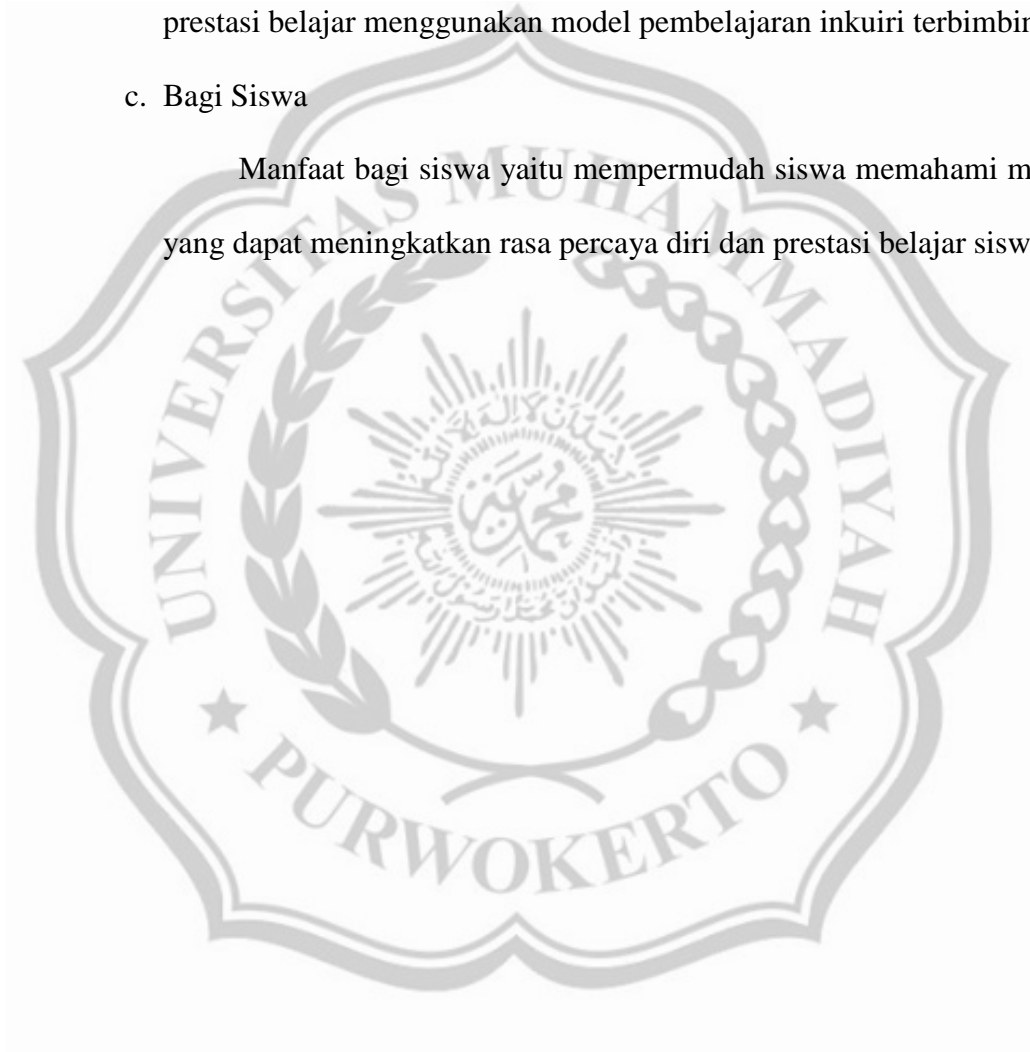 prestasi belajar menggunakan model pembelajaran inkuiri
c. Bagi Siswa
Manfaat bagi siswa yaitu mempermudah siswa memahami
yang dapat meningkatkan rasa percaya diri dan prestasi belajar
UNIVERSITAS MUHAMMADIYAH
PURWOKERTO